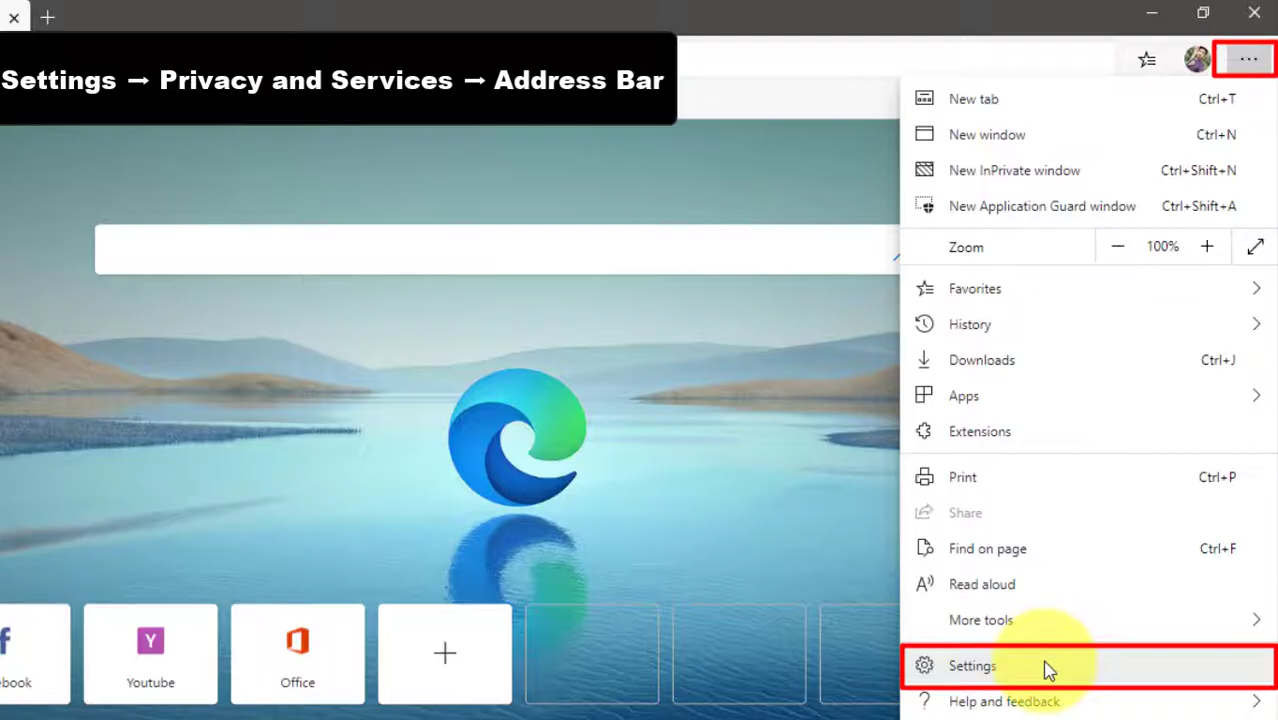 Settings → Privacy and Services → Address Bar
...
New tab Ctrl+T
New window Ctrl+N
New InPrivate window Ctrl+Shift+N
New Application Guard window Ctrl+Shift+A
Zoom − 100% +
Favorites
History
Downloads Ctrl+J
Apps
Extensions
Print Ctrl+P
Share
Find on page Ctrl+F
Read aloud
More tools
Settings
Help and feedback
ebook
Y
Youtube
Office